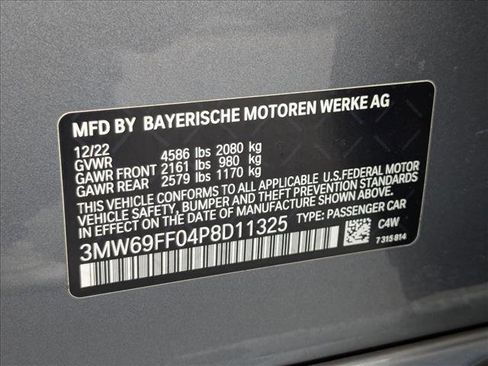 MFD BY BAYERISCHE MOTOREN WERKE AG
12/22
GVWR 4586 lbs 2080 kg
GAWR FRONT 2161 lbs 980 kg
GAWR REAR 2579 lbs 1170 kg
THIS VEHICLE CONFORMS TO ALL APPLICABLE U.S.FEDERAL MOTOR
VEHICLE SAFETY, BUMPER, AND THEFT PREVENTION STANDARDS
IN EFFECT ON THE DATE OF MANUFACTURE SHOWN ABOVE.
3MW69FF04P8D11325 TYPE: PASSENGER CAR
C4W
7 315 814